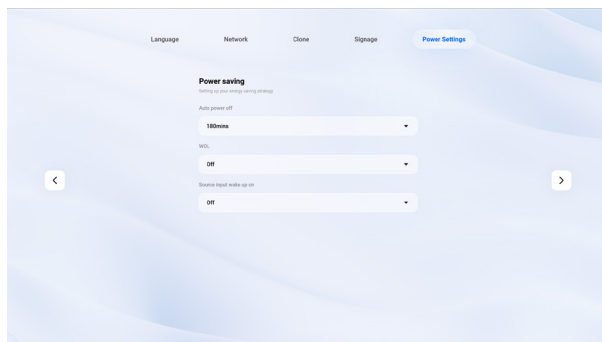 Language Network Clone Signage Power Settings
Power saving
Setting up your energy saving strategy
Auto power off
180mins
WOL
Off
Source input wake up on
Off